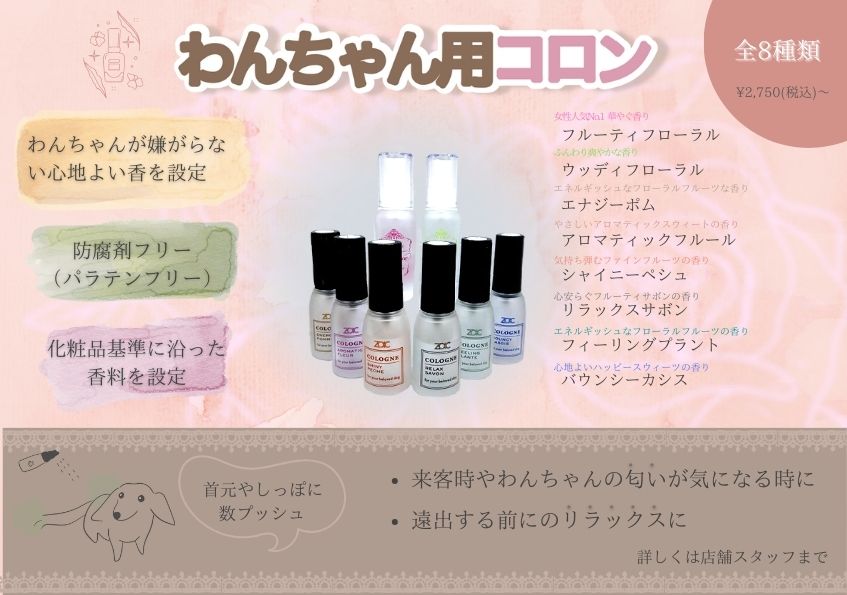 わんちゃん用コロン
全8種類
¥2,750(税込)～
わんちゃんが嫌がらな
い心地よい香を設定
防腐剤フリー
（パラテンフリー）
化粧品基準に沿った
香料を設定
女性人気No.1 華やぐ香り
フルーティフローラル
ふんわり爽やかな香り
ウッディフローラル
エネルギッシュなフローラルフルーツな香り
エナジーポム
やさしいアロマティックスウィートの香り
アロマティックフルール
気持ち弾むファインフルーツの香り
シャイニーペシュ
心安らぐフルーティサボンの香り
リラックスサボン
エネルギッシュなフローラルフルーツの香り
フィーリングプラント
心地よいハッピースウィーツの香り
バウンシーカシス
ZOIC
COLOGNE
AROMATIC
FLEUR
ZOIC
COLOGNE
SHINY
PECHE
for your beloved dog
ZOIC
COLOGNE
RELAX
SAVON
for your beloved dog
首元やしっぽに
数プッシュ
• 来客時やわんちゃんの匂いが気になる時に
• 遠出する前にのリラックスに
詳しくは店舗スタッフまで